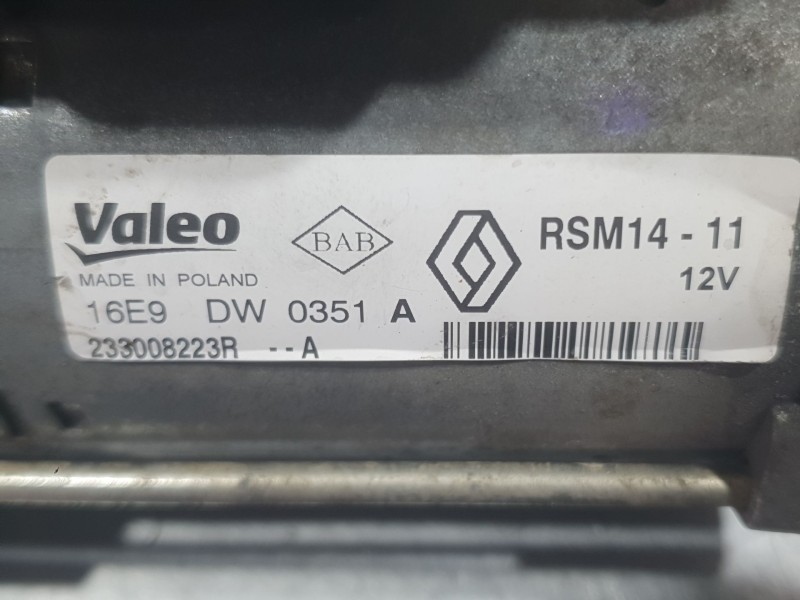 Valeo
BAB
RSM14 - 11
MADE IN POLAND
12V
16E9 DW 0351 A
233008223R --A